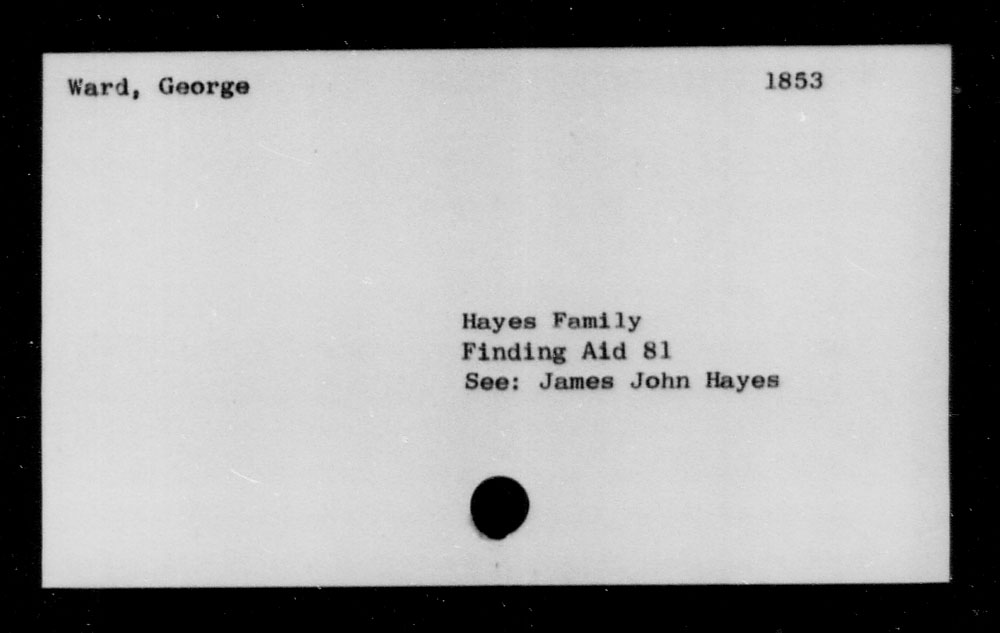 Ward, George 1853
Hayes Family
Finding Aid 81
See: James John Hayes